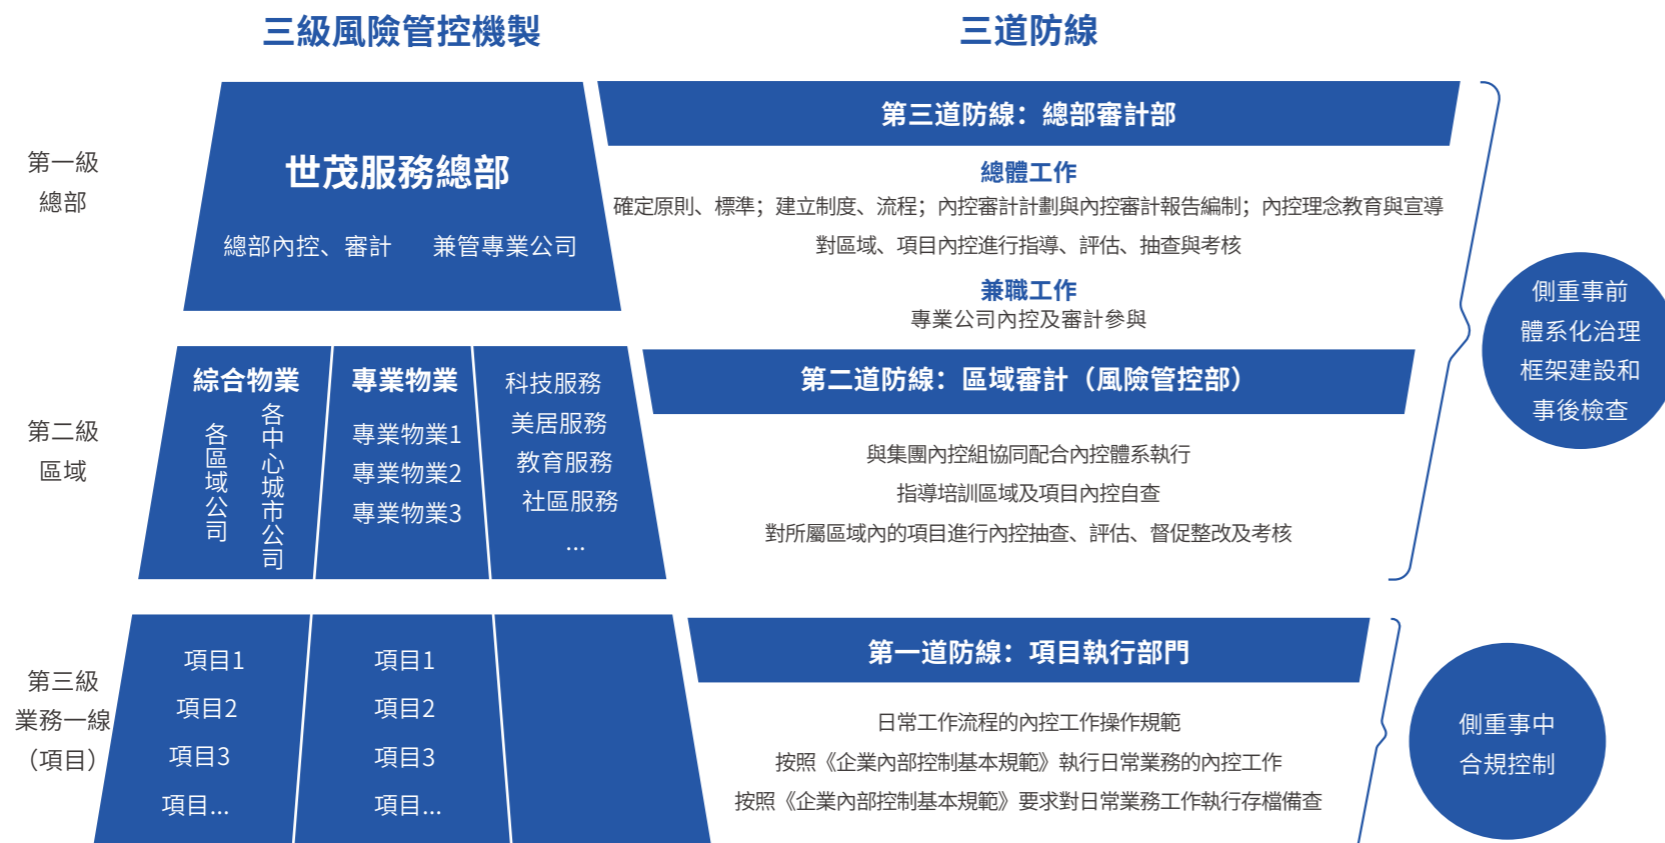 三級風險管控機製
三道防線
第一級
總部
世茂服務總部
總部內控、審計 兼管專業公司
第三道防線：總部審計部
總體工作
確定原則、標準；建立制度、流程；內控審計計劃與內控審計報告編制；內控理念教育與宣導
對區域、項目內控進行指導、評估、抽查與考核
兼職工作
專業公司內控及審計參與
第二級
區域
綜合物業
各區域公司
各中心城市公司
專業物業
專業物業1
專業物業2
專業物業3
科技服務
美居服務
教育服務
社區服務
...
第二道防線：區域審計（風險管控部）
與集團內控組協同配合內控體系執行
指導培訓區域及項目內控自查
對所屬區域內的項目進行內控抽查、評估、督促整改及考核
側重事前
體系化治理
框架建設和
事後檢查
第三級
業務一線
（項目）
項目1
項目2
項目3
項目...
項目1
項目2
項目3
項目...
第一道防線：項目執行部門
日常工作流程的內控工作操作規範
按照《企業內部控制基本規範》執行日常業務的內控工作
按照《企業內部控制基本規範》要求對日常業務工作執行存檔備查
側重事中
合規控制